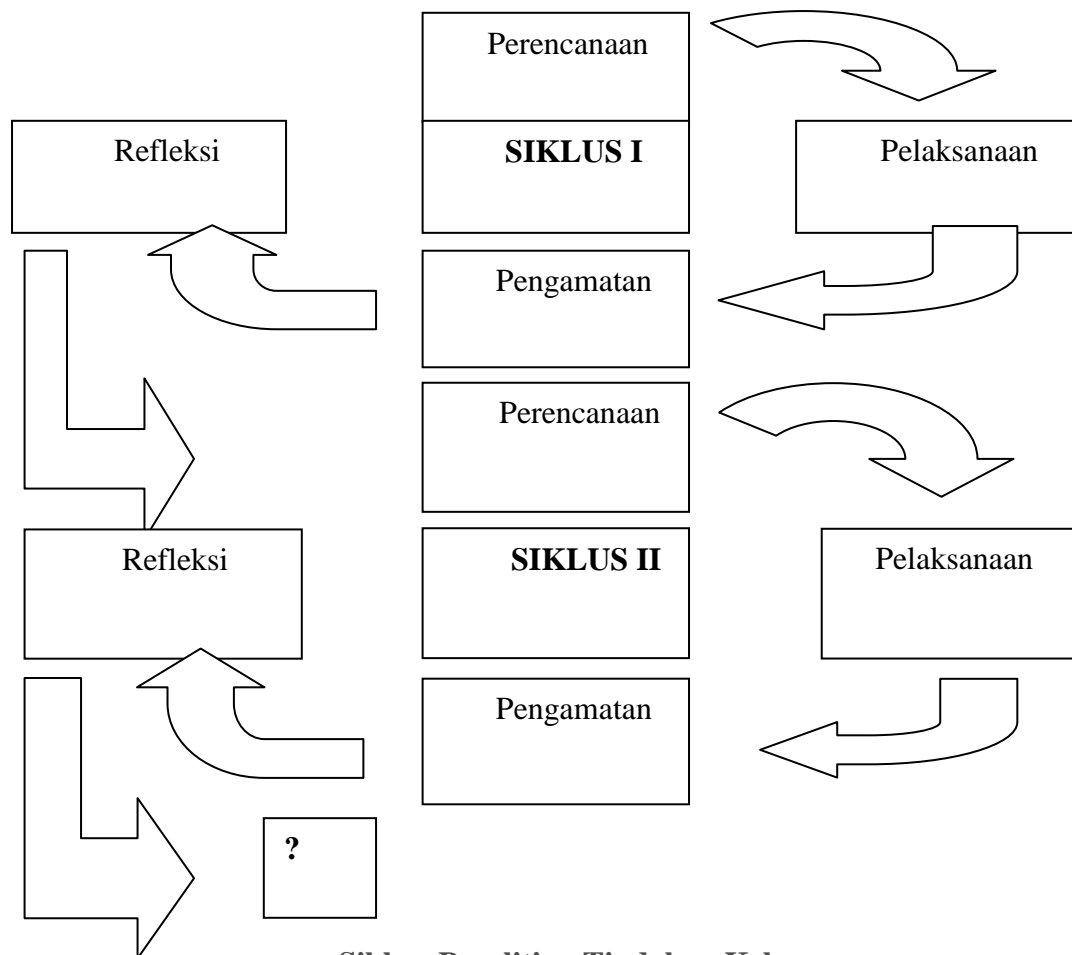 Perencanaan
Refleksi
SIKLUS I
Pelaksanaan
Pengamatan
Perencanaan
Refleksi
SIKLUS II
Pelaksanaan
Pengamatan
?